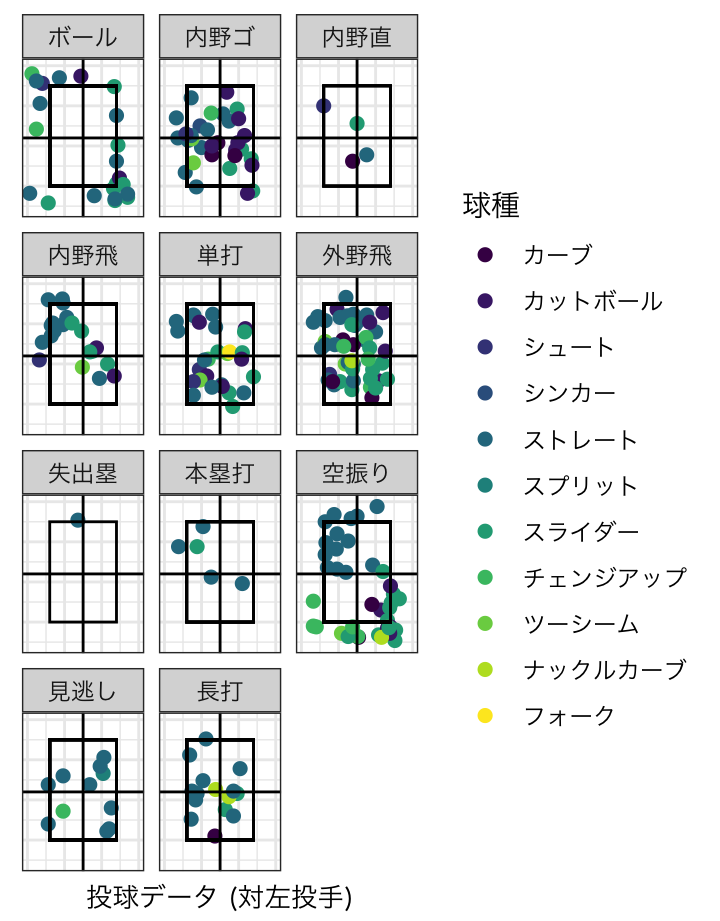 ボール
内野ゴ
内野直
内野飛
単打
外野飛
失出塁
本塁打
空振り
見逃し
長打
球種
カーブ
カットボール
シュート
シンカー
ストレート
スプリット
スライダー
チェンジアップ
ツーシーム
ナックルカーブ
フォーク
投球データ (対左投手)